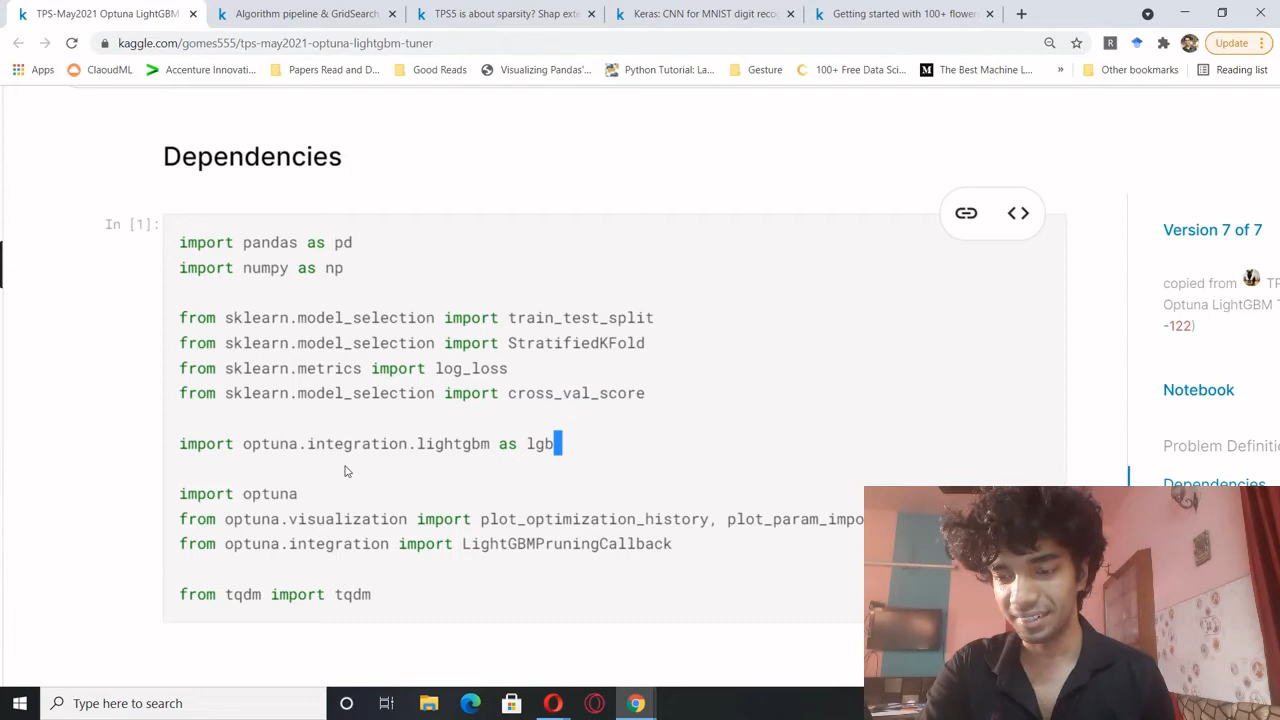 TPS-May2021 Optuna LightGBM
Algorithm pipeline & GridSearch
TPS5 is about sparsity? Shap exte
Keras: CNN for MNIST digit reco
Getting started with 100+ flower
kaggle.com/gomes555/tps-may2021-optuna-lightgbm-tuner
Update
Apps
ClaoudML
Accenture Innovati...
Papers Read and D...
Good Reads
Visualizing Pandas'...
Python Tutorial: La...
Gesture
100+ Free Data Sci...
The Best Machine L...
»
Other bookmarks
Reading list
Dependencies
In [1]:
import pandas as pd
import numpy as np
from sklearn.model_selection import train_test_split
from sklearn.model_selection import StratifiedKFold
from sklearn.metrics import log_loss
from sklearn.model_selection import cross_val_score
import optuna.integration.lightgbm as lgb
import optuna
from optuna.visualization import plot_optimization_history, plot_param_impo
from optuna.integration import LightGBMPruningCallback
from tqdm import tqdm
Version 7 of 7
copied from TP
Optuna LightGBM T
-122)
Notebook
Problem Definiti
Dependencies
Type here to search